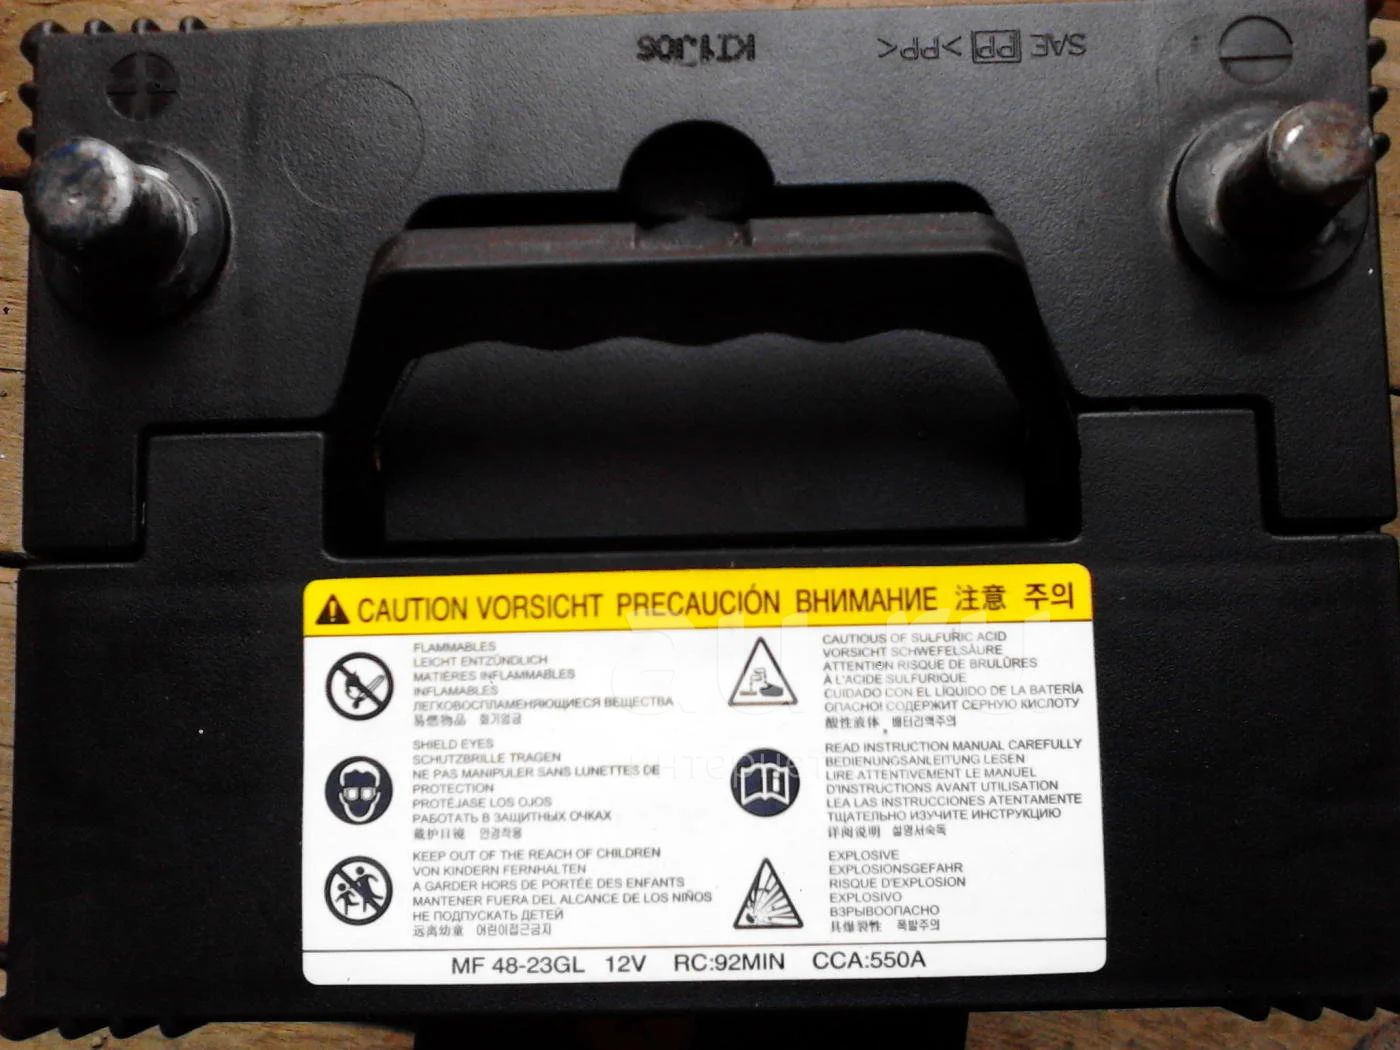 KI1J0S
SAE PP >PP<
CAUTION VORSICHT PRECAUCIÓN ВНИМАНИЕ 注意 주의
FLAMMABLES
LEICHT ENTZÜNDLICH
MATIÈRES INFLAMMABLES
INFLAMABLES
ЛЕГКОВОСПЛАМЕНЯЮЩИЕСЯ ВЕЩЕСТВА
易燃物品 화기엄금
SHIELD EYES
SCHUTZBRILLE TRAGEN
NE PAS MANIPULER SANS LUNETTES DE
PROTECTION
PROTÉJASE LOS OJOS
РАБОТАТЬ В ЗАЩИТНЫХ ОЧКАХ
戴护目镜 안경착용
KEEP OUT OF THE REACH OF CHILDREN
VON KINDERN FERNHALTEN
A GARDER HORS DE PORTÉE DES ENFANTS
MANTENER FUERA DEL ALCANCE DE LOS NIÑOS
НЕ ПОДПУСКАТЬ ДЕТЕЙ
远离幼童 어린이접근금지
CAUTIOUS OF SULFURIC ACID
VORSICHT SCHWEFELSÄURE
ATTENTION RISQUE DE BRULÛRES
À L'ACIDE SULFURIQUE
CUIDADO CON EL LÍQUIDO DE LA BATERÍA
ОПАСНО! СОДЕРЖИТ СЕРНУЮ КИСЛОТУ
酸性液体, 배터리액주의
READ INSTRUCTION MANUAL CAREFULLY
BEDIENUNGSANLEITUNG LESEN
LIRE ATTENTIVEMENT LE MANUEL
D'INSTRUCTIONS AVANT UTILISATION
LEA LAS INSTRUCCIONES ATENTAMENTE
ТЩАТЕЛЬНО ИЗУЧИТЕ ИНСТРУКЦИЮ
详阅说明 설명서숙독
EXPLOSIVE
EXPLOSIONSGEFAHR
RISQUE D'EXPLOSION
EXPLOSIVO
ВЗРЫВООПАСНО
具爆裂性 폭발주의
MF 48-23GL 12V RC:92MIN CCA:550A